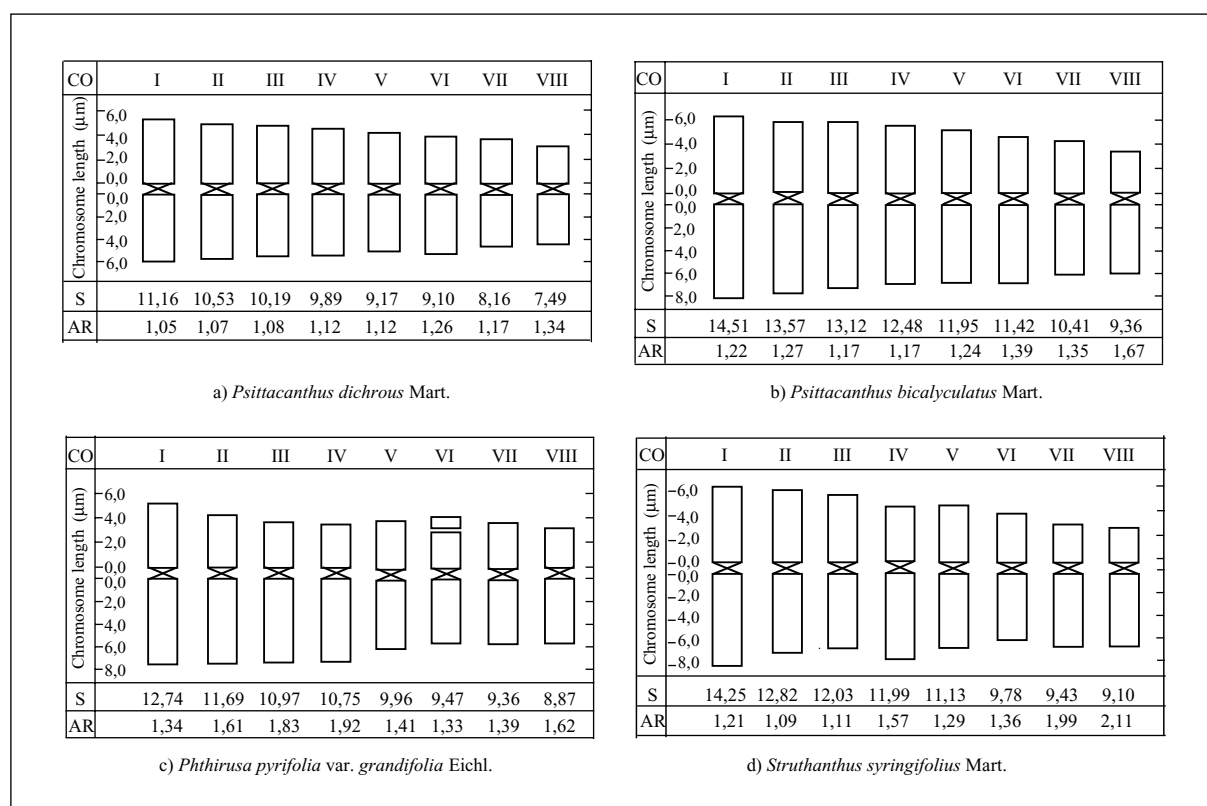 CO I II III IV V VI VII VIII
Chromosome length (µm)
6,0
4,0
2,0
0,0
0,0
2,0
4,0
6,0
S 11,16 10,53 10,19 9,89 9,17 9,10 8,16 7,49
AR 1,05 1,07 1,08 1,12 1,12 1,26 1,17 1,34
a) Psittacanthus dichrous Mart.
CO I II III IV V VI VII VIII
Chromosome length (µm)
6,0
4,0
2,0
0,0
0,0
2,0
4,0
6,0
8,0
S 14,51 13,57 13,12 12,48 11,95 11,42 10,41 9,36
AR 1,22 1,27 1,17 1,17 1,24 1,39 1,35 1,67
b) Psittacanthus bicalyculatus Mart.
CO I II III IV V VI VII VIII
Chromosome length (µm)
6,0
4,0
2,0
0,0
0,0
2,0
4,0
6,0
8,0
S 12,74 11,69 10,97 10,75 9,96 9,47 9,36 8,87
AR 1,34 1,61 1,83 1,92 1,41 1,33 1,39 1,62
c) Phthirusa pyrifolia var. grandifolia Eichl.
CO I II III IV V VI VII VIII
Chromosome length (µm)
6,0
4,0
2,0
0,0
0,0
2,0
4,0
6,0
8,0
S 14,25 12,82 12,03 11,99 11,13 9,78 9,43 9,10
AR 1,21 1,09 1,11 1,57 1,29 1,36 1,99 2,11
d) Struthanthus syringifolius Mart.